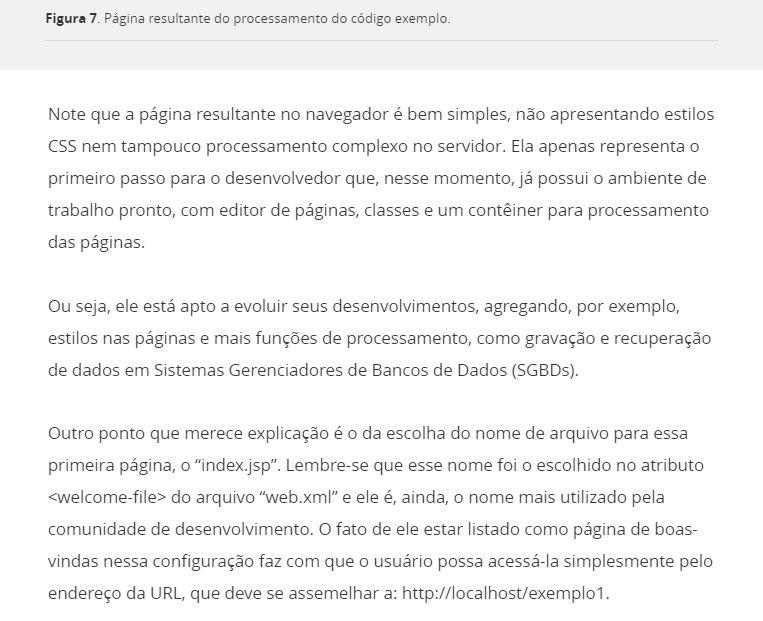 Figura 7. Página resultante do processamento do código exemplo.
Note que a página resultante no navegador é bem simples, não apresentando estilos
CSS nem tampouco processamento complexo no servidor. Ela apenas representa o
primeiro passo para o desenvolvedor que, nesse momento, já possui o ambiente de
trabalho pronto, com editor de páginas, classes e um contêiner para processamento
das páginas.
Ou seja, ele está apto a evoluir seus desenvolvimentos, agregando, por exemplo,
estilos nas páginas e mais funções de processamento, como gravação e recuperação
de dados em Sistemas Gerenciadores de Bancos de Dados (SGBDs).
Outro ponto que merece explicação é o da escolha do nome de arquivo para essa
primeira página, o “index.jsp”. Lembre-se que esse nome foi o escolhido no atributo
<welcome-file> do arquivo “web.xml” e ele é, ainda, o nome mais utilizado pela
comunidade de desenvolvimento. O fato de ele estar listado como página de boas-
vindas nessa configuração faz com que o usuário possa acessá-la simplesmente pelo
endereço da URL, que deve se assemelhar a: http://localhost/exemplo1.